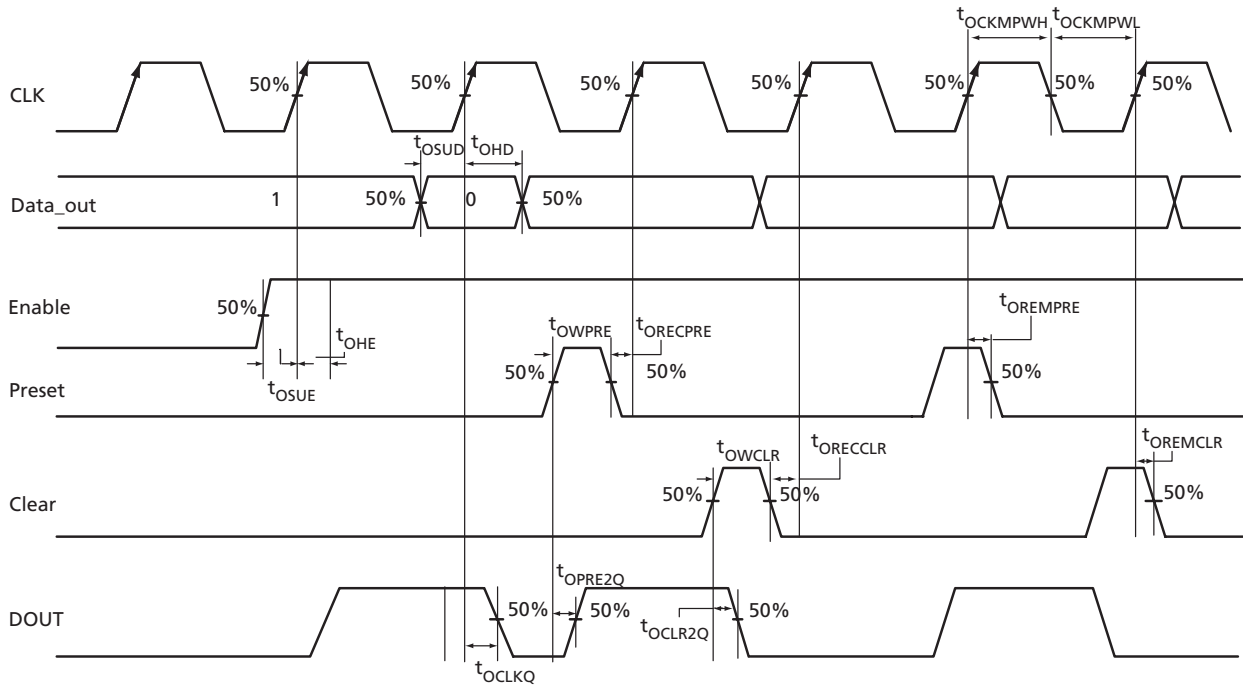 tOCKMPWH tOCKMPWL
CLK
50% 50% 50% 50% 50% 50% 50%
tOSUD tOHD
Data_out
1 50% 0 50%
Enable
50%
tOHE
tOSUE
tOWPRE tORECPRE
tOREMPRE
Preset
50% 50% 50%
tOWCLR tORECCLR
tOREMCLR
Clear
50% 50% 50%
tOPRE2Q
DOUT
50% 50% 50%
tOCLR2Q
tOCLKQ